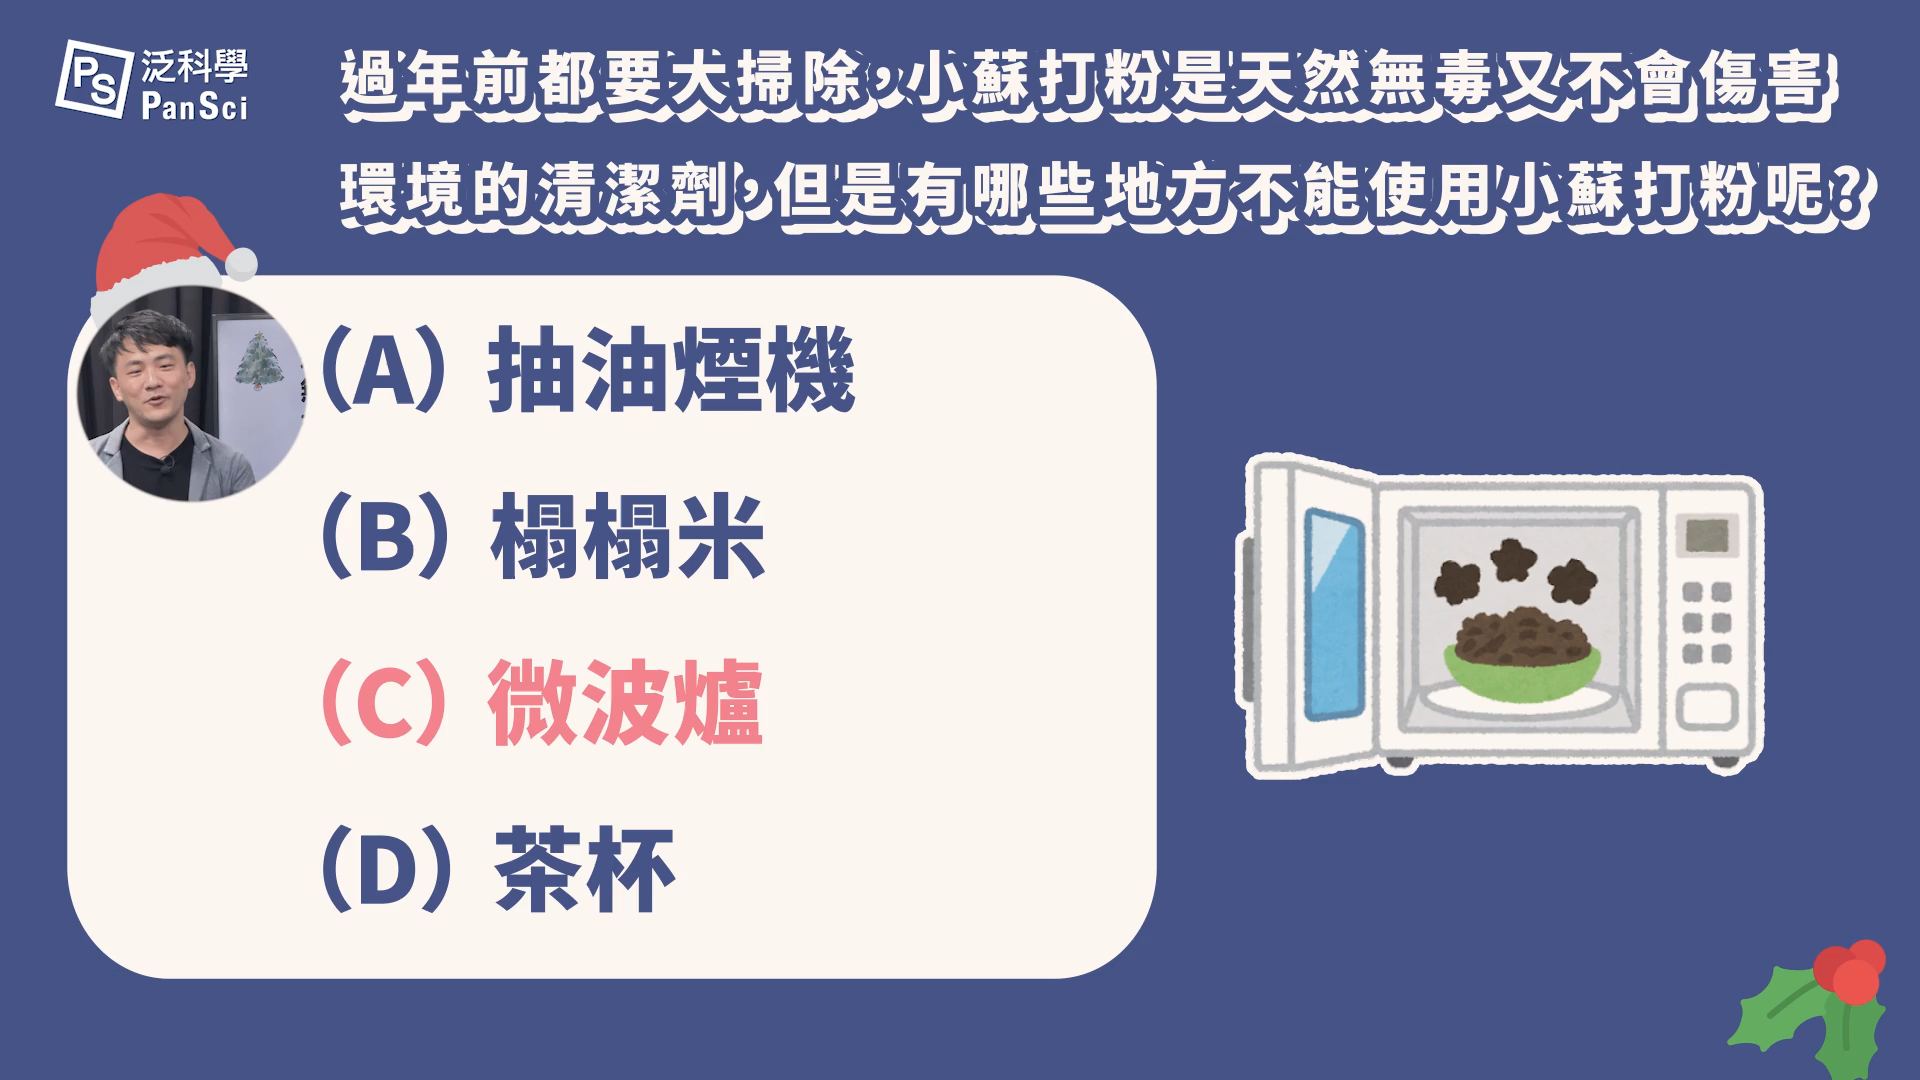 PS 泛科學
PanSci
過年前都要大掃除，小蘇打粉是天然無毒又不會傷害
環境的清潔劑，但是有哪些地方不能使用小蘇打粉呢？
（A）抽油煙機
（B）榻榻米
（C）微波爐
（D）茶杯